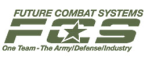 FUTURE COMBAT SYSTEMS
FCS
One Team - The Army/Defense/Industry